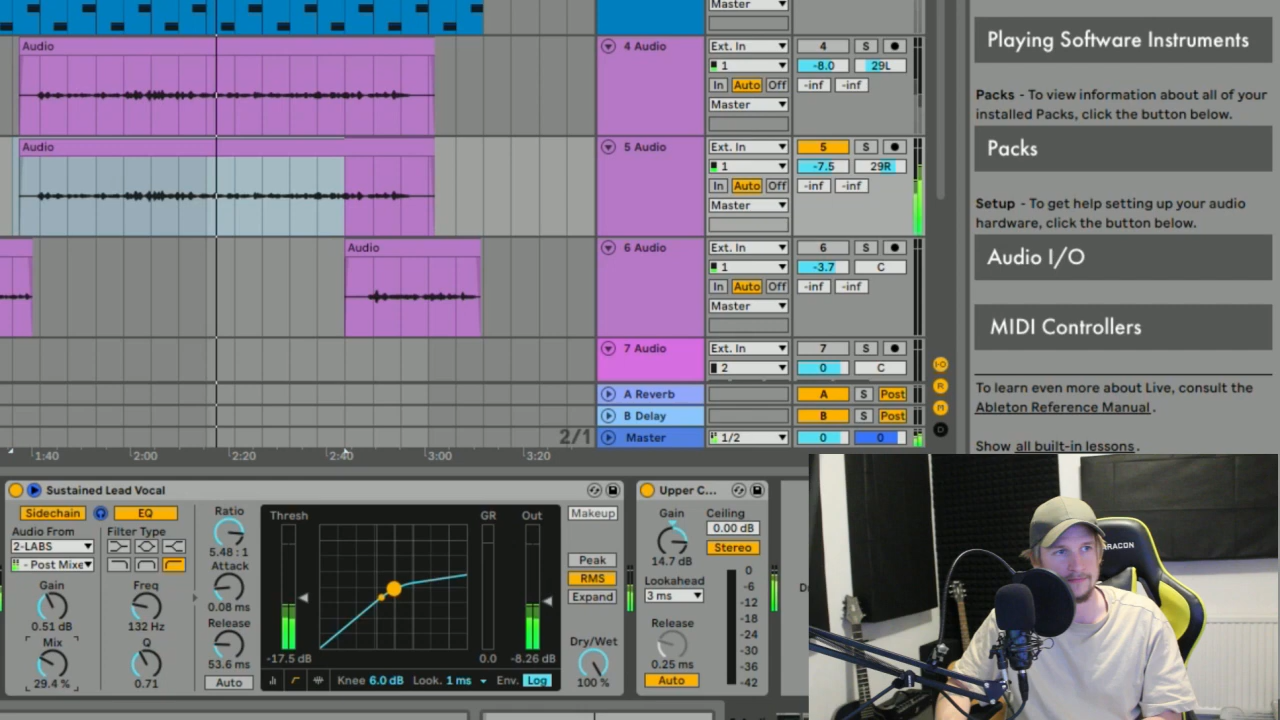 Master
Audio
4 Audio
Ext. In
4
S
1
-8.0
29L
In
Auto
Off
-inf
-inf
Master
Audio
5 Audio
Ext. In
5
S
1
-7.5
29R
In
Auto
Off
-inf
-inf
Master
Audio
6 Audio
Ext. In
6
S
1
-3.7
C
In
Auto
Off
-inf
-inf
Master
7 Audio
Ext. In
7
S
2
0
C
A Reverb
A
S
Post
B Delay
B
S
Post
2/1
Master
1/2
0
0
1:40
2:00
2:20
2:40
3:00
3:20
I·O
R
M
D
Playing Software Instruments
Packs - To view information about all of your
installed Packs, click the button below.
Packs
Setup - To get help setting up your audio
hardware, click the button below.
Audio I/O
MIDI Controllers
To learn even more about Live, consult the
Ableton Reference Manual.
Show all built-in lessons.
Sustained Lead Vocal
Sidechain
EQ
Audio From
Filter Type
2-LABS
- Post Mixe
Gain
0.51 dB
Freq
132 Hz
Mix
29.4 %
Q
0.71
Ratio
5.48 : 1
Attack
0.08 ms
Release
53.6 ms
Auto
Thresh
GR
Out
-17.5 dB
0.0
-8.26 dB
Knee 6.0 dB
Look. 1 ms
Env.
Log
Makeup
Peak
RMS
Expand
Dry/Wet
100 %
Upper C...
Gain
14.7 dB
Ceiling
0.00 dB
Stereo
Lookahead
3 ms
Release
0.25 ms
Auto
0
-6
-12
-18
-24
-30
-36
-42